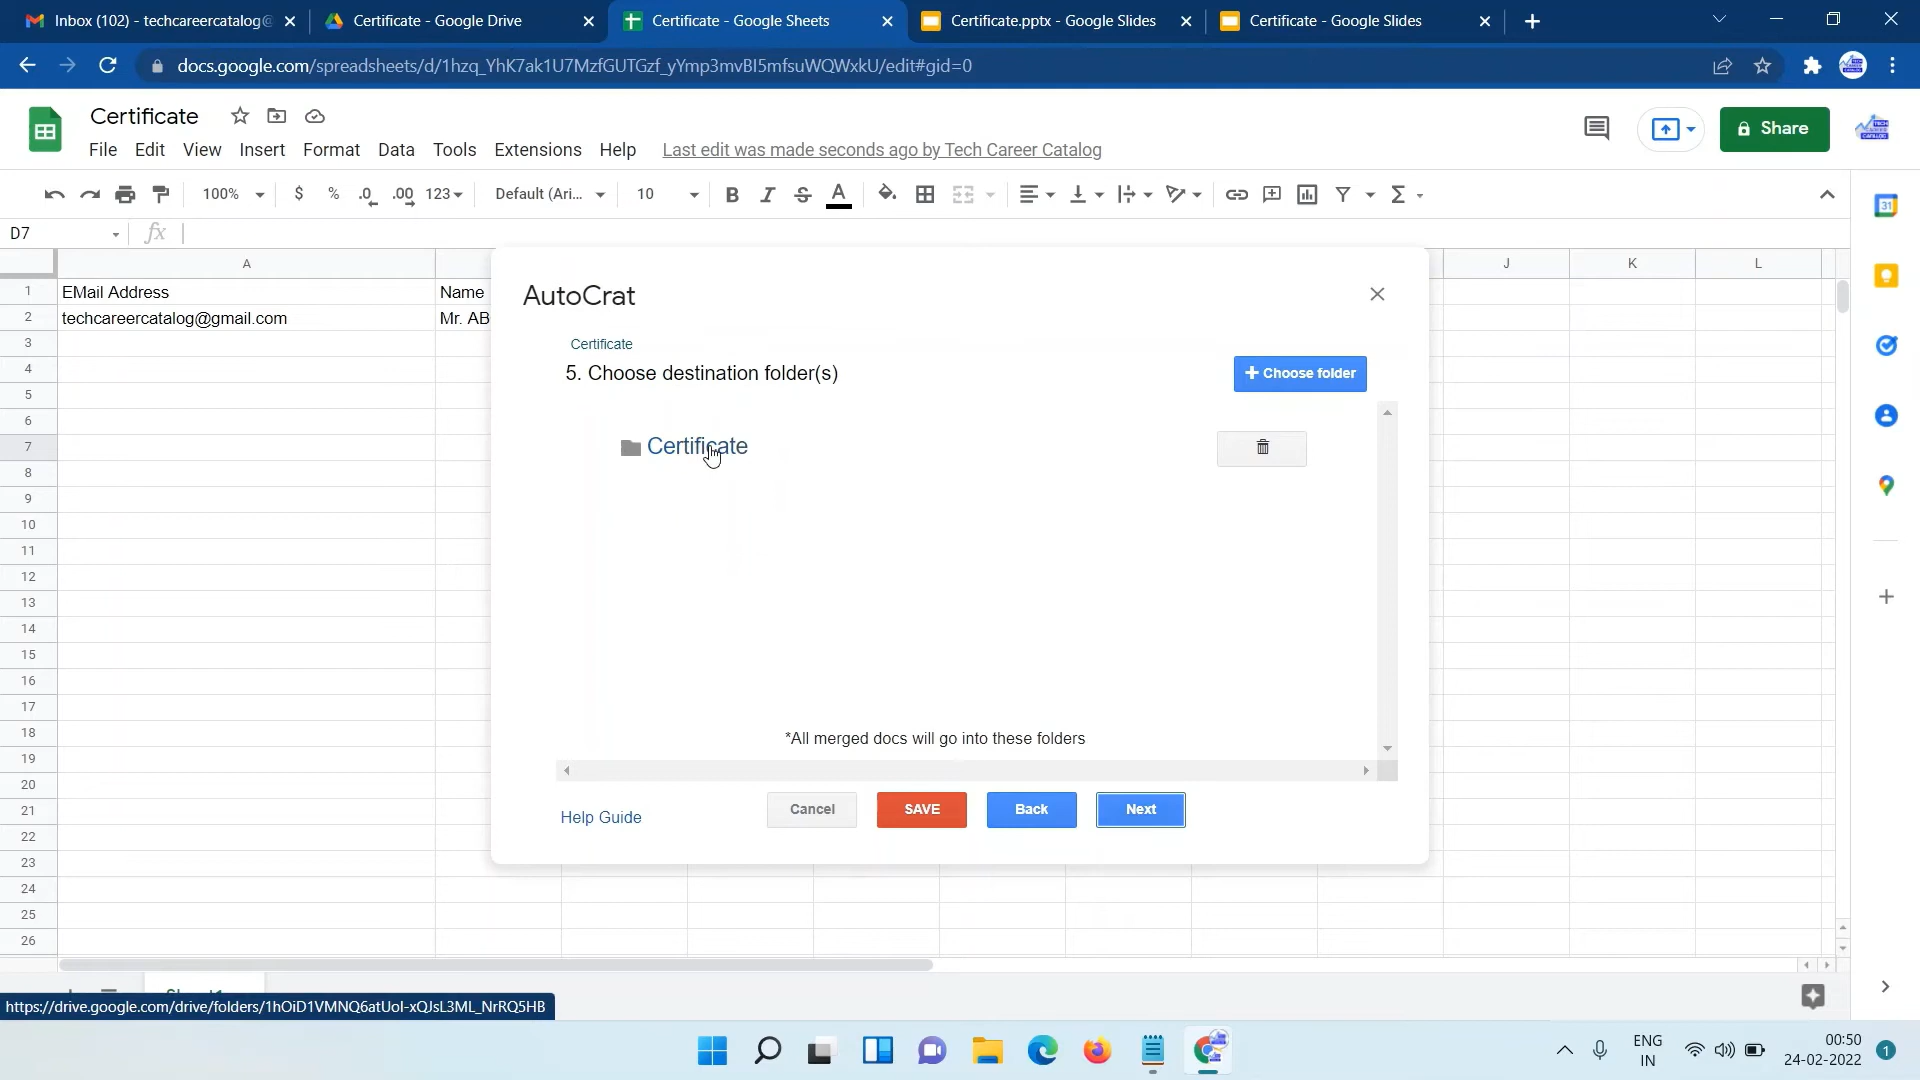 Inbox (102) - techcareercatalog@
Certificate - Google Drive
Certificate - Google Sheets
Certificate.pptx - Google Slides
Certificate - Google Slides
docs.google.com/spreadsheets/d/1hzq_YhK7ak1U7MzfGUTGzf_yYmp3mvBI5mfsuWQWxkU/edit#gid=0
Certificate
File Edit View Insert Format Data Tools Extensions Help Last edit was made seconds ago by Tech Career Catalog
Share
100% $ % .0 .00 123 Default (Ari... 10 B I S A Σ
D7 fx
A J K L
1 EMail Address Name
2 techcareercatalog@gmail.com Mr. AB
3
4
5
6
7
8
9
10
11
12
13
14
15
16
17
18
19
20
21
22
23
24
25
26
AutoCrat
Certificate
5. Choose destination folder(s)
+ Choose folder
Certificate
*All merged docs will go into these folders
Help Guide
Cancel SAVE Back Next
https://drive.google.com/drive/folders/1hOiD1VMNQ6atUoI-xQJsL3ML_NrRQ5HB
31
ENG
IN
00:50
24-02-2022
1